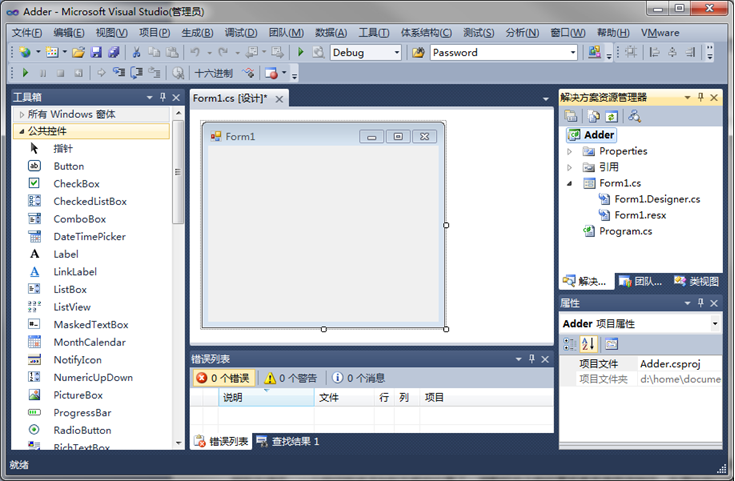 Adder - Microsoft Visual Studio(管理员)
文件(F) 编辑(E) 视图(V) 项目(P) 生成(B) 调试(D) 团队(M) 数据(A) 工具(T) 体系结构(C) 测试(S) 分析(N) 窗口(W) 帮助(H) VMware
Debug Password
十六进制
工具箱
所有 Windows 窗体
公共控件
指针
Button
CheckBox
CheckedListBox
ComboBox
DateTimePicker
Label
LinkLabel
ListBox
ListView
MaskedTextBox
MonthCalendar
NotifyIcon
NumericUpDown
PictureBox
ProgressBar
RadioButton
RichTextBox
Form1.cs [设计]*
Form1
错误列表
0 个错误 0 个警告 0 个消息
说明 文件 行 列 项目
错误列表 查找结果 1
解决方案资源管理器
Adder
Properties
引用
Form1.cs
Form1.Designer.cs
Form1.resx
Program.cs
解决... 团队... 类视图
属性
Adder 项目属性
项目文件 Adder.csproj
项目文件夹 d:\home\docume
就绪